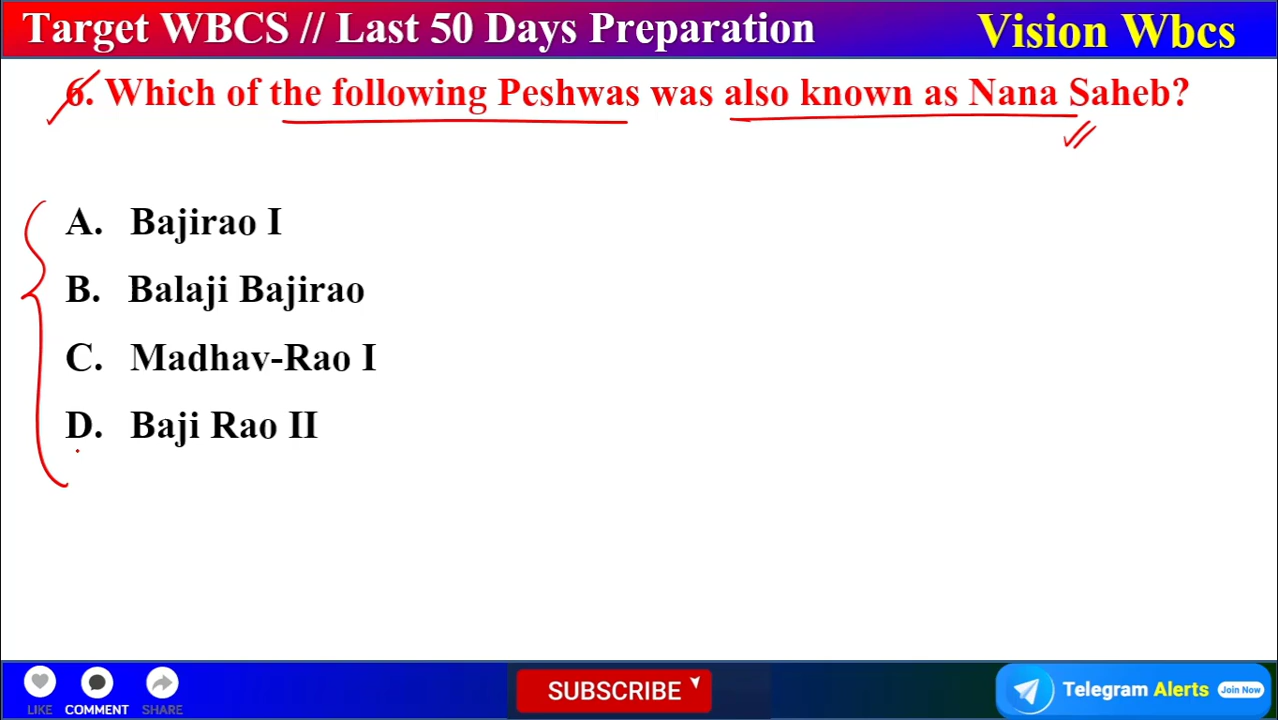 Target WBCS // Last 50 Days Preparation
Vision Wbcs
6. Which of the following Peshwas was also known as Nana Saheb?
A. Bajirao I
B. Balaji Bajirao
C. Madhav-Rao I
D. Baji Rao II
LIKE COMMENT SHARE
SUBSCRIBE
Telegram Alerts Join Now